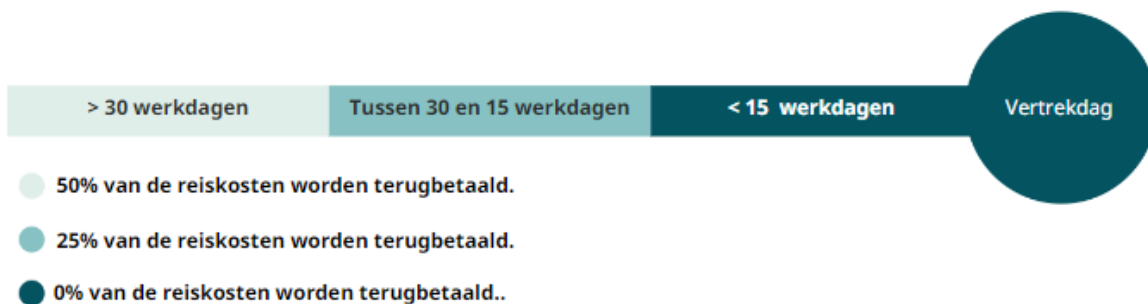 > 30 werkdagen
Tussen 30 en 15 werkdagen
< 15 werkdagen
Vertrekdag
50% van de reiskosten worden terugbetaald.
25% van de reiskosten worden terugbetaald.
0% van de reiskosten worden terugbetaald..